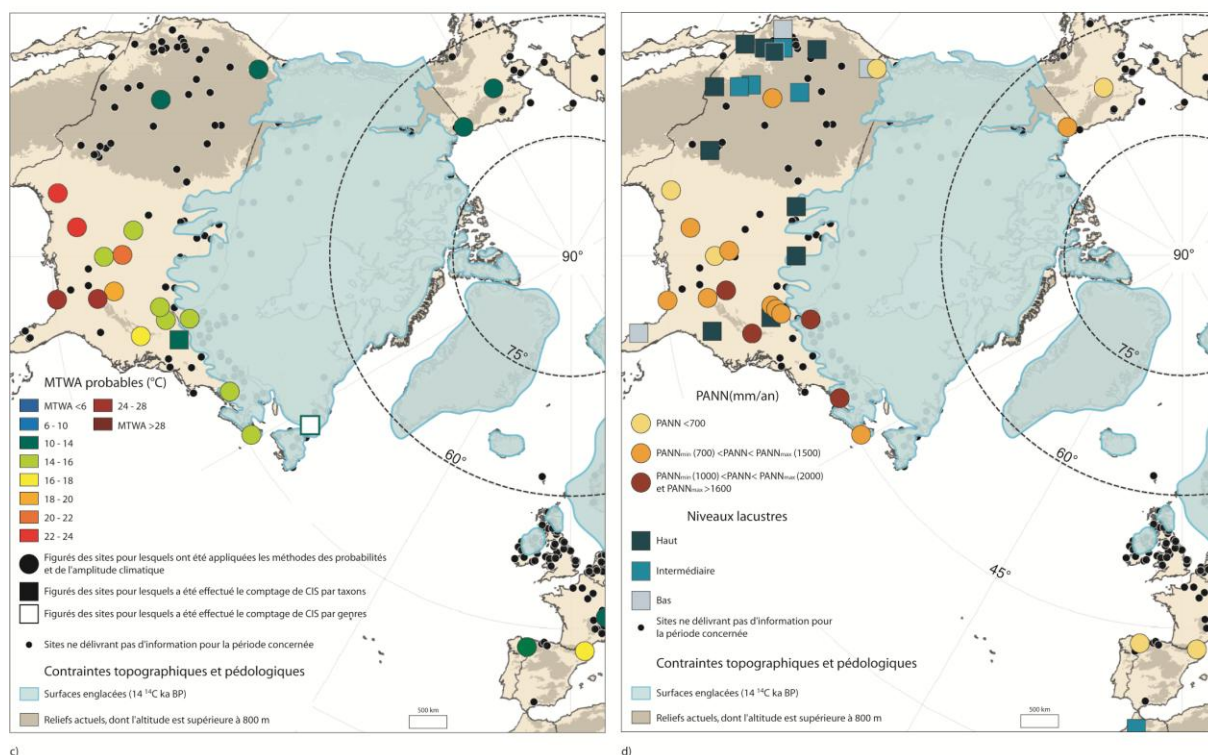 90°
75°
60°
MTWA probables (°C)
MTWA <6
24 - 28
6 - 10
MTWA >28
10 - 14
14 - 16
16 - 18
18 - 20
20 - 22
22 - 24
Figurés des sites pour lesquels ont été appliquées les méthodes des probabilités
et de l'amplitude climatique
Figurés des sites pour lesquels a été effectué le comptage de CIS par taxons
Figurés des sites pour lesquels a été effectué le comptage de CIS par genres
Sites ne délivrant pas d'information pour la période concernée
Contraintes topographiques et pédologiques
Surfaces englacées (14 ¹⁴C ka BP)
Reliefs actuels, dont l'altitude est supérieure à 800 m
500 km
c)
90°
75°
60°
45°
PANN(mm/an)
PANN <700
PANNmin (700) <PANN< PANNmax (1500)
PANNmin (1000) <PANN< PANNmax (2000)
et PANNmax >1600
Niveaux lacustres
Haut
Intermédiaire
Bas
Sites ne délivrant pas d'information pour
la période concernée
Contraintes topographiques et pédologiques
Surfaces englacées (14 ¹⁴C ka BP)
Reliefs actuels, dont l'altitude est supérieure à 800 m
500 km
d)